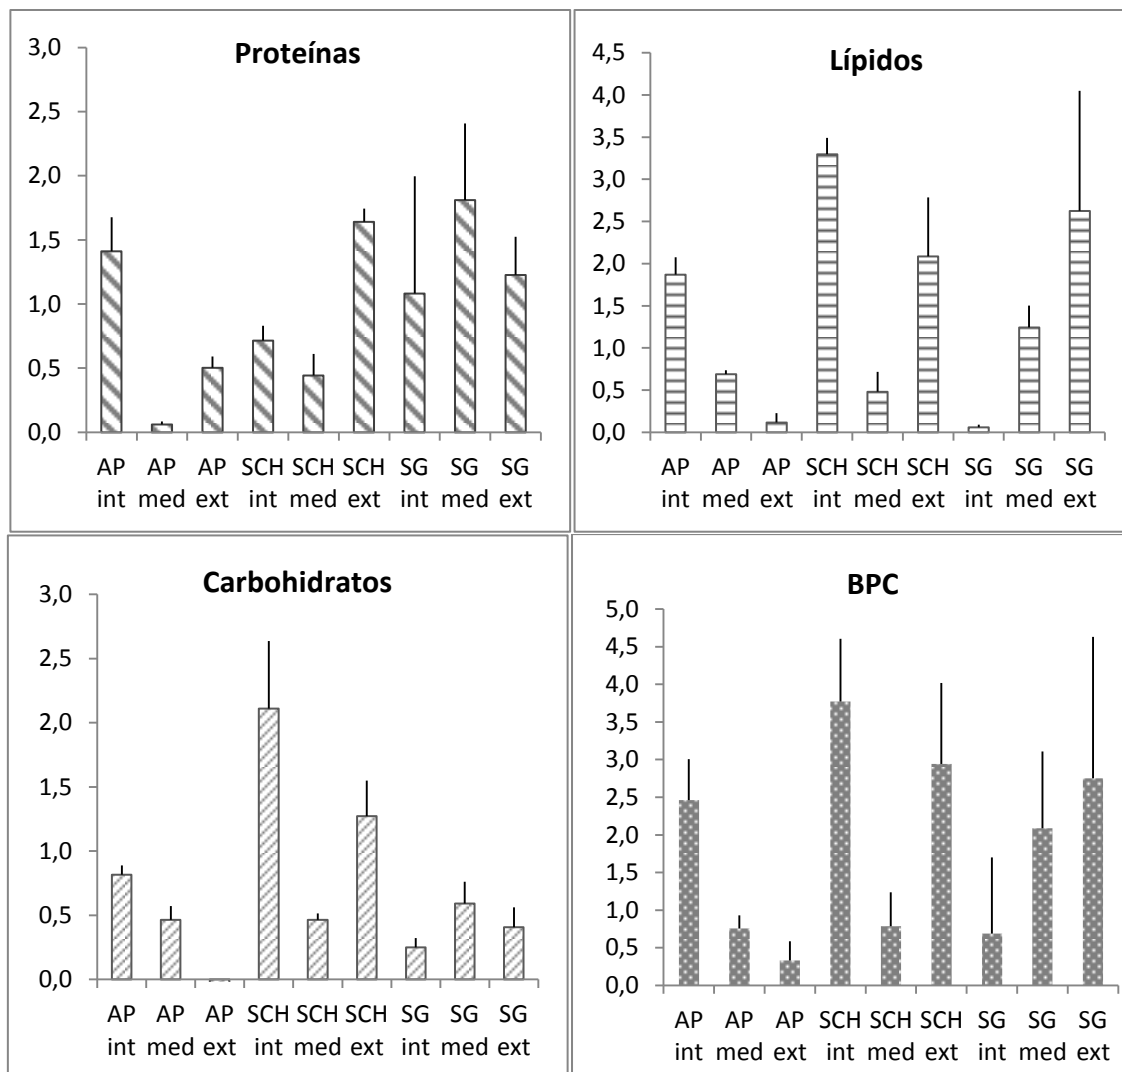 Proteínas
3,0
2,5
2,0
1,5
1,0
0,5
0,0
AP AP AP SCH SCH SCH SG SG SG
int med ext int med ext int med ext
Lípidos
4,5
4,0
3,5
3,0
2,5
2,0
1,5
1,0
0,5
0,0
AP AP AP SCH SCH SCH SG SG SG
int med ext int med ext int med ext
Carbohidratos
3,0
2,5
2,0
1,5
1,0
0,5
0,0
AP AP AP SCH SCH SCH SG SG SG
int med ext int med ext int med ext
BPC
5,0
4,5
4,0
3,5
3,0
2,5
2,0
1,5
1,0
0,5
0,0
AP AP AP SCH SCH SCH SG SG SG
int med ext int med ext int med ext